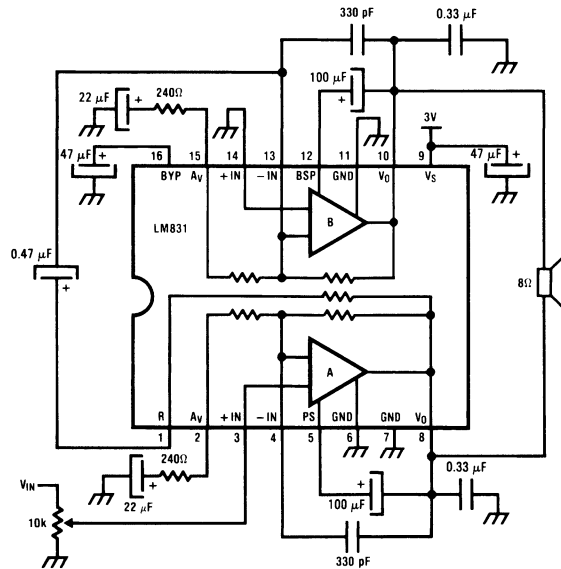 330 pF
0.33 µF
100 µF
+
22 µF
+
240Ω
3V
47 µF
+
16 15 14 13 12 11 10 9
47 µF
+
BYP AV + IN − IN BSP GND VO VS
LM831
B
0.47 µF
+
8Ω
A
R AV + IN − IN PS GND GND VO
1 2 3 4 5 6 7 8
240Ω
+
22 µF
VIN
10k
+
100 µF
0.33 µF
330 pF